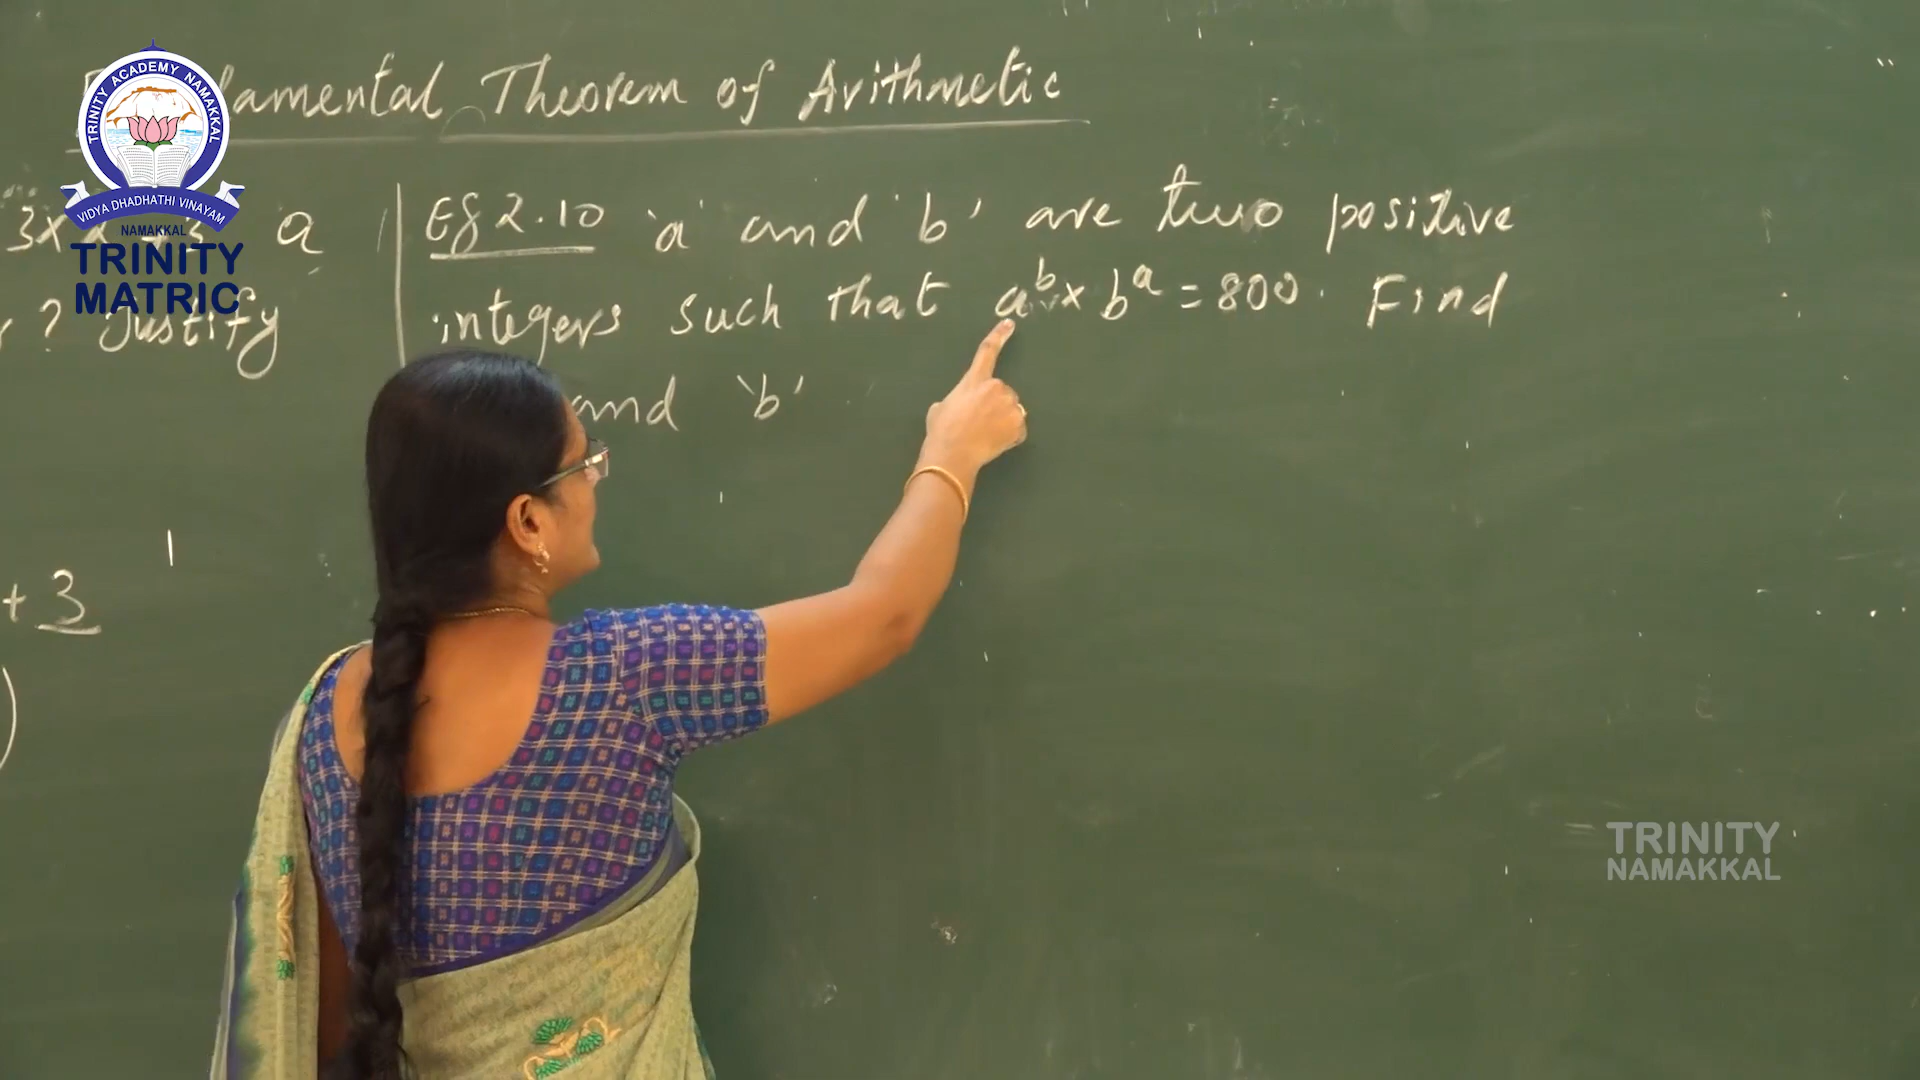 TRINITY ACADEMY NAMAKKAL
VIDYA DHADHATHI VINAYAM
NAMAKKAL
TRINITY
MATRIC
Theorem of Arithmetic
a
? Justify
+ 3
)
Eg 2.10 'a' and 'b' are two positive
integers such that a^b × b^a = 800. Find
and 'b'
TRINITY
NAMAKKAL